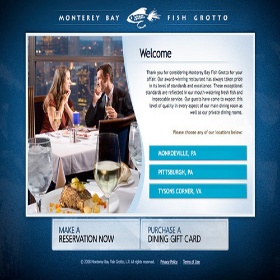 MONTEREY BAY FISH GROTTO
Welcome
Thank you for considering Monterey Bay Fish Grotto for your
affair. Our award-winning restaurant has always taken pride
in its high standards of excellence. These exceptional
standards are reflected in our mouth-watering fresh fish and
impeccable service. Our guests have come to expect this
level of quality in every aspect of our main dining room as
well as our private dining rooms.
Please choose any of our locations below:
MONROEVILLE, PA
PITTSBURGH, PA
TYSONS CORNER, VA
MAKE A
RESERVATION NOW
PURCHASE A
DINING GIFT CARD
© 2008 Monterey Bay Fish Grotto, L.P. All rights reserved. Privacy Policy | Terms of Use